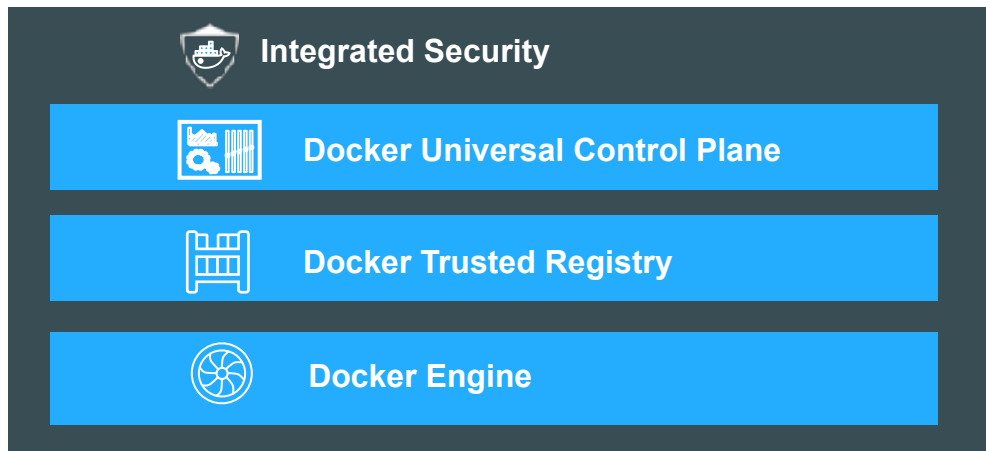 Integrated Security
Docker Universal Control Plane
Docker Trusted Registry
Docker Engine